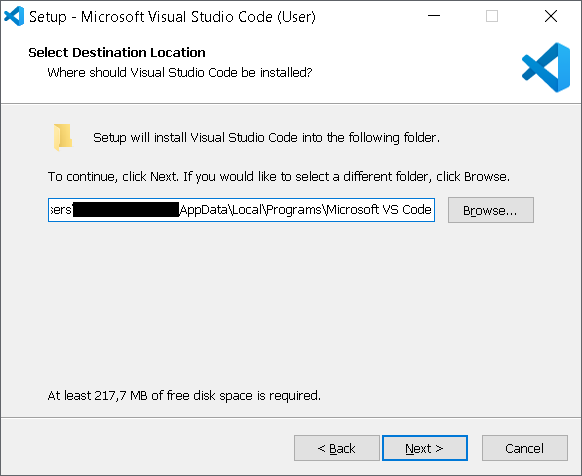 Setup - Microsoft Visual Studio Code (User)
Select Destination Location
Where should Visual Studio Code be installed?
Setup will install Visual Studio Code into the following folder.
To continue, click Next. If you would like to select a different folder, click Browse.
sers\ \AppData\Local\Programs\Microsoft VS Code
Browse...
At least 217,7 MB of free disk space is required.
< Back
Next >
Cancel